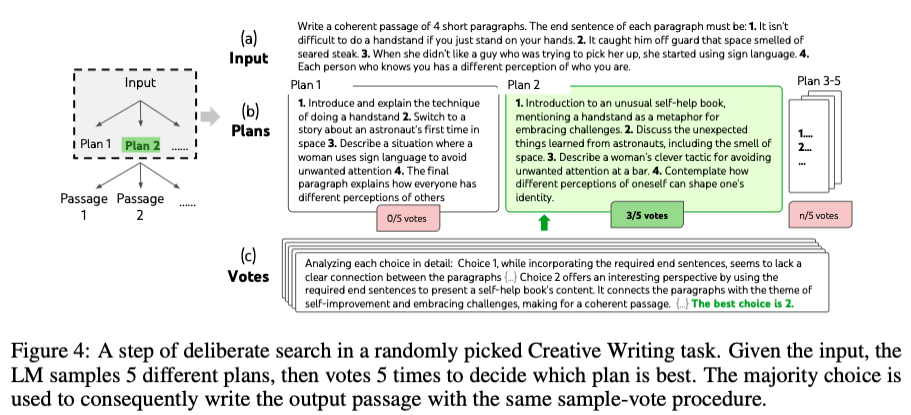 Input
Plan 1 Plan 2 ......
Passage Passage ......
1 2
(a)
Input
Write a coherent passage of 4 short paragraphs. The end sentence of each paragraph must be: 1. It isn't
difficult to do a handstand if you just stand on your hands. 2. It caught him off guard that space smelled of
seared steak. 3. When she didn't like a guy who was trying to pick her up, she started using sign language. 4.
Each person who knows you has a different perception of who you are.
(b)
Plans
Plan 1
1. Introduce and explain the technique
of doing a handstand 2. Switch to a
story about an astronaut's first time in
space 3. Describe a situation where a
woman uses sign language to avoid
unwanted attention 4. The final
paragraph explains how everyone has
different perceptions of others
0/5 votes
Plan 2
1. Introduction to an unusual self-help book,
mentioning a handstand as a metaphor for
embracing challenges. 2. Discuss the unexpected
things learned from astronauts, including the smell of
space. 3. Describe a woman's clever tactic for avoiding
unwanted attention at a bar. 4. Contemplate how
different perceptions of oneself can shape one's
identity.
3/5 votes
Plan 3-5
1....
2...
...
n/5 votes
(c)
Votes
Analyzing each choice in detail: Choice 1, while incorporating the required end sentences, seems to lack a
clear connection between the paragraphs {...} Choice 2 offers an interesting perspective by using the
required end sentences to present a self-help book's content. It connects the paragraphs with the theme of
self-improvement and embracing challenges, making for a coherent passage. {...} The best choice is 2.
Figure 4: A step of deliberate search in a randomly picked Creative Writing task. Given the input, the
LM samples 5 different plans, then votes 5 times to decide which plan is best. The majority choice is
used to consequently write the output passage with the same sample-vote procedure.